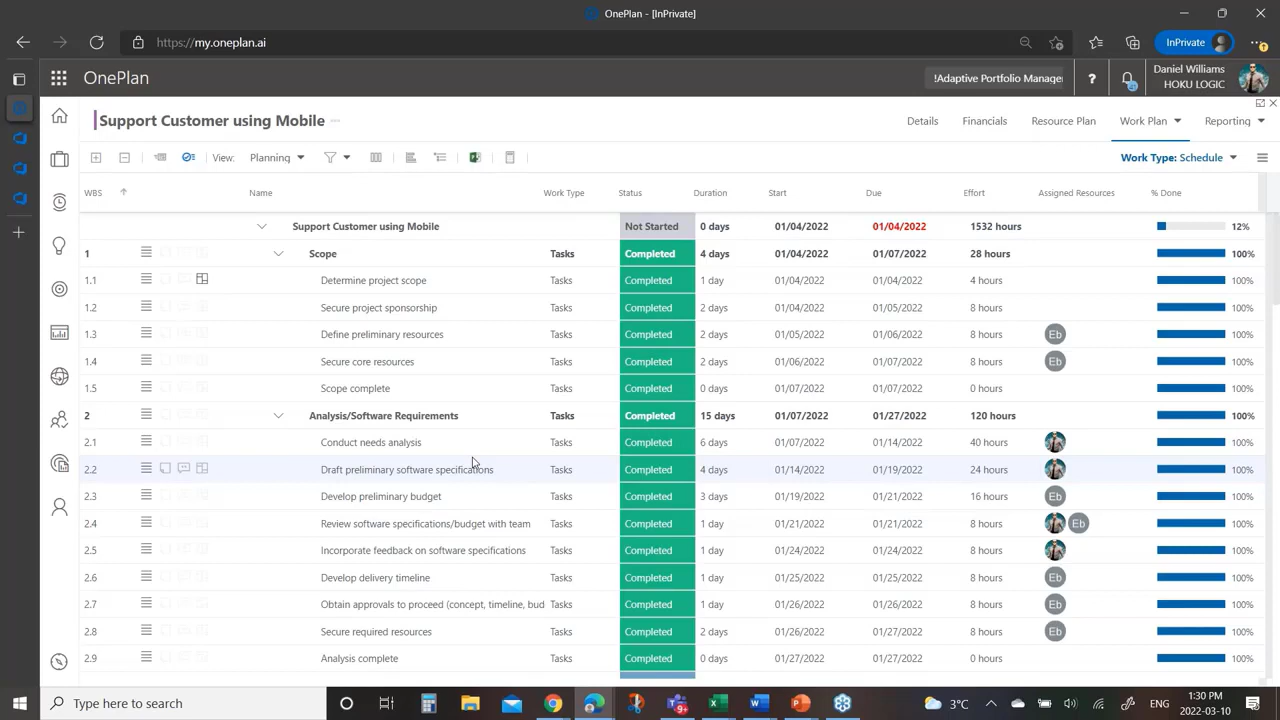 OnePlan - [InPrivate]
https://my.oneplan.ai
InPrivate
OnePlan
!Adaptive Portfolio Manager
?
Daniel Williams
HOKU LOGIC
Support Customer using Mobile
Details Financials Resource Plan Work Plan Reporting
View: Planning
Work Type: Schedule
WBS Name Work Type Status Duration Start Due Effort Assigned Resources % Done
Support Customer using Mobile Not Started 0 days 01/04/2022 01/04/2022 1532 hours 12%
Scope Tasks Completed 4 days 01/04/2022 01/07/2022 28 hours 100%
Determine project scope Tasks Completed 1 day 01/04/2022 01/04/2022 4 hours 100%
1.2 Secure project sponsorship Tasks Completed 2 days 01/04/2022 01/05/2022 8 hours 100%
1.3 Define preliminary resources Tasks Completed 2 days 01/05/2022 01/06/2022 8 hours Eb 100%
1.4 Secure core resources Tasks Completed 2 days 01/06/2022 01/07/2022 8 hours Eb 100%
1.5 Scope complete Tasks Completed 0 days 01/07/2022 01/07/2022 0 hours 100%
2 Analysis/Software Requirements Tasks Completed 15 days 01/07/2022 01/27/2022 120 hours 100%
2.1 Conduct needs analysis Tasks Completed 6 days 01/07/2022 01/14/2022 40 hours 100%
2.2 Draft preliminary software specifications Tasks Completed 4 days 01/14/2022 01/19/2022 24 hours 100%
2.3 Develop preliminary budget Tasks Completed 3 days 01/19/2022 01/21/2022 16 hours Eb 100%
2.4 Review software specifications/budget with team Tasks Completed 1 day 01/21/2022 01/21/2022 8 hours Eb 100%
2.5 Incorporate feedback on software specifications Tasks Completed 1 day 01/24/2022 01/24/2022 8 hours 100%
2.6 Develop delivery timeline Tasks Completed 1 day 01/25/2022 01/25/2022 8 hours Eb 100%
2.7 Obtain approvals to proceed (concept, timeline, bud Tasks Completed 1 day 01/26/2022 01/26/2022 8 hours Eb 100%
2.8 Secure required resources Tasks Completed 2 days 01/26/2022 01/27/2022 8 hours Eb 100%
2.9 Analysis complete Tasks Completed 0 days 01/27/2022 01/27/2022 0 hours 100%
Type here to search
3°C
1:30 PM
2022-03-10